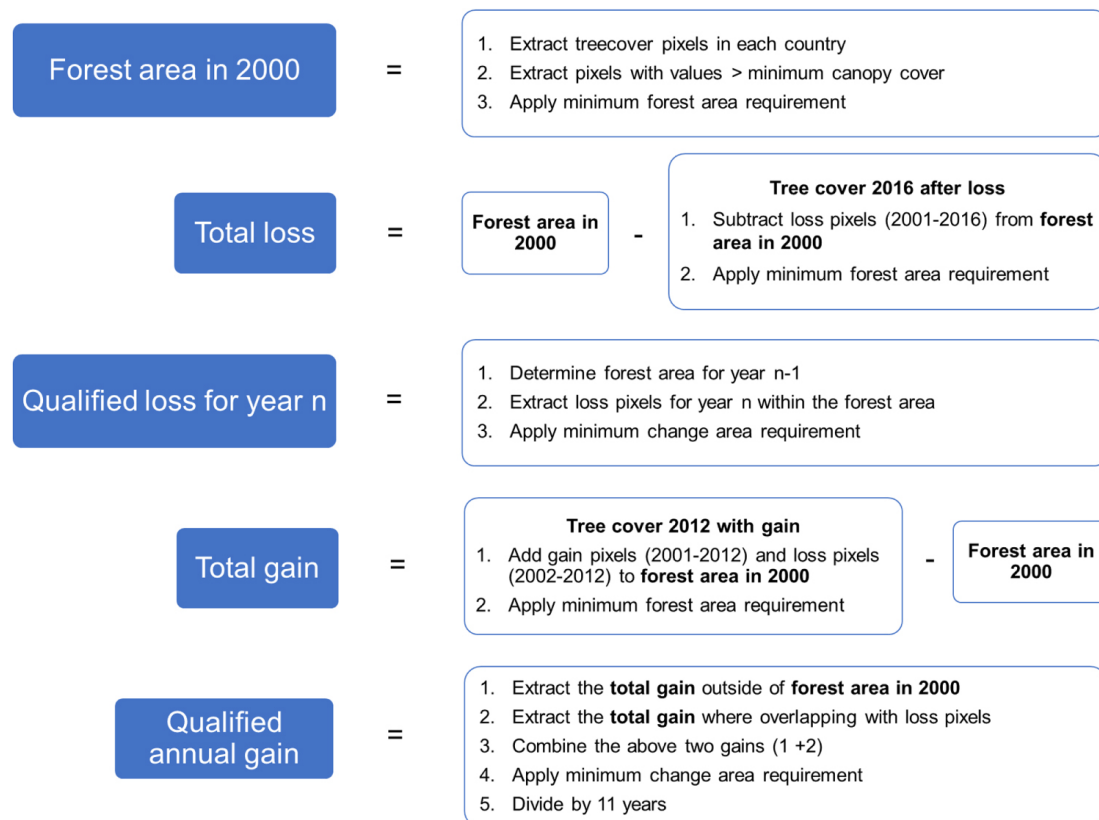 Forest area in 2000
=
1. Extract treecover pixels in each country
2. Extract pixels with values > minimum canopy cover
3. Apply minimum forest area requirement
Total loss
=
Forest area in
2000
-
Tree cover 2016 after loss
1. Subtract loss pixels (2001-2016) from forest
area in 2000
2. Apply minimum forest area requirement
Qualified loss for year n
=
1. Determine forest area for year n-1
2. Extract loss pixels for year n within the forest area
3. Apply minimum change area requirement
Total gain
=
Tree cover 2012 with gain
1. Add gain pixels (2001-2012) and loss pixels
(2002-2012) to forest area in 2000
2. Apply minimum forest area requirement
-
Forest area in
2000
Qualified
annual gain
=
1. Extract the total gain outside of forest area in 2000
2. Extract the total gain where overlapping with loss pixels
3. Combine the above two gains (1 +2)
4. Apply minimum change area requirement
5. Divide by 11 years